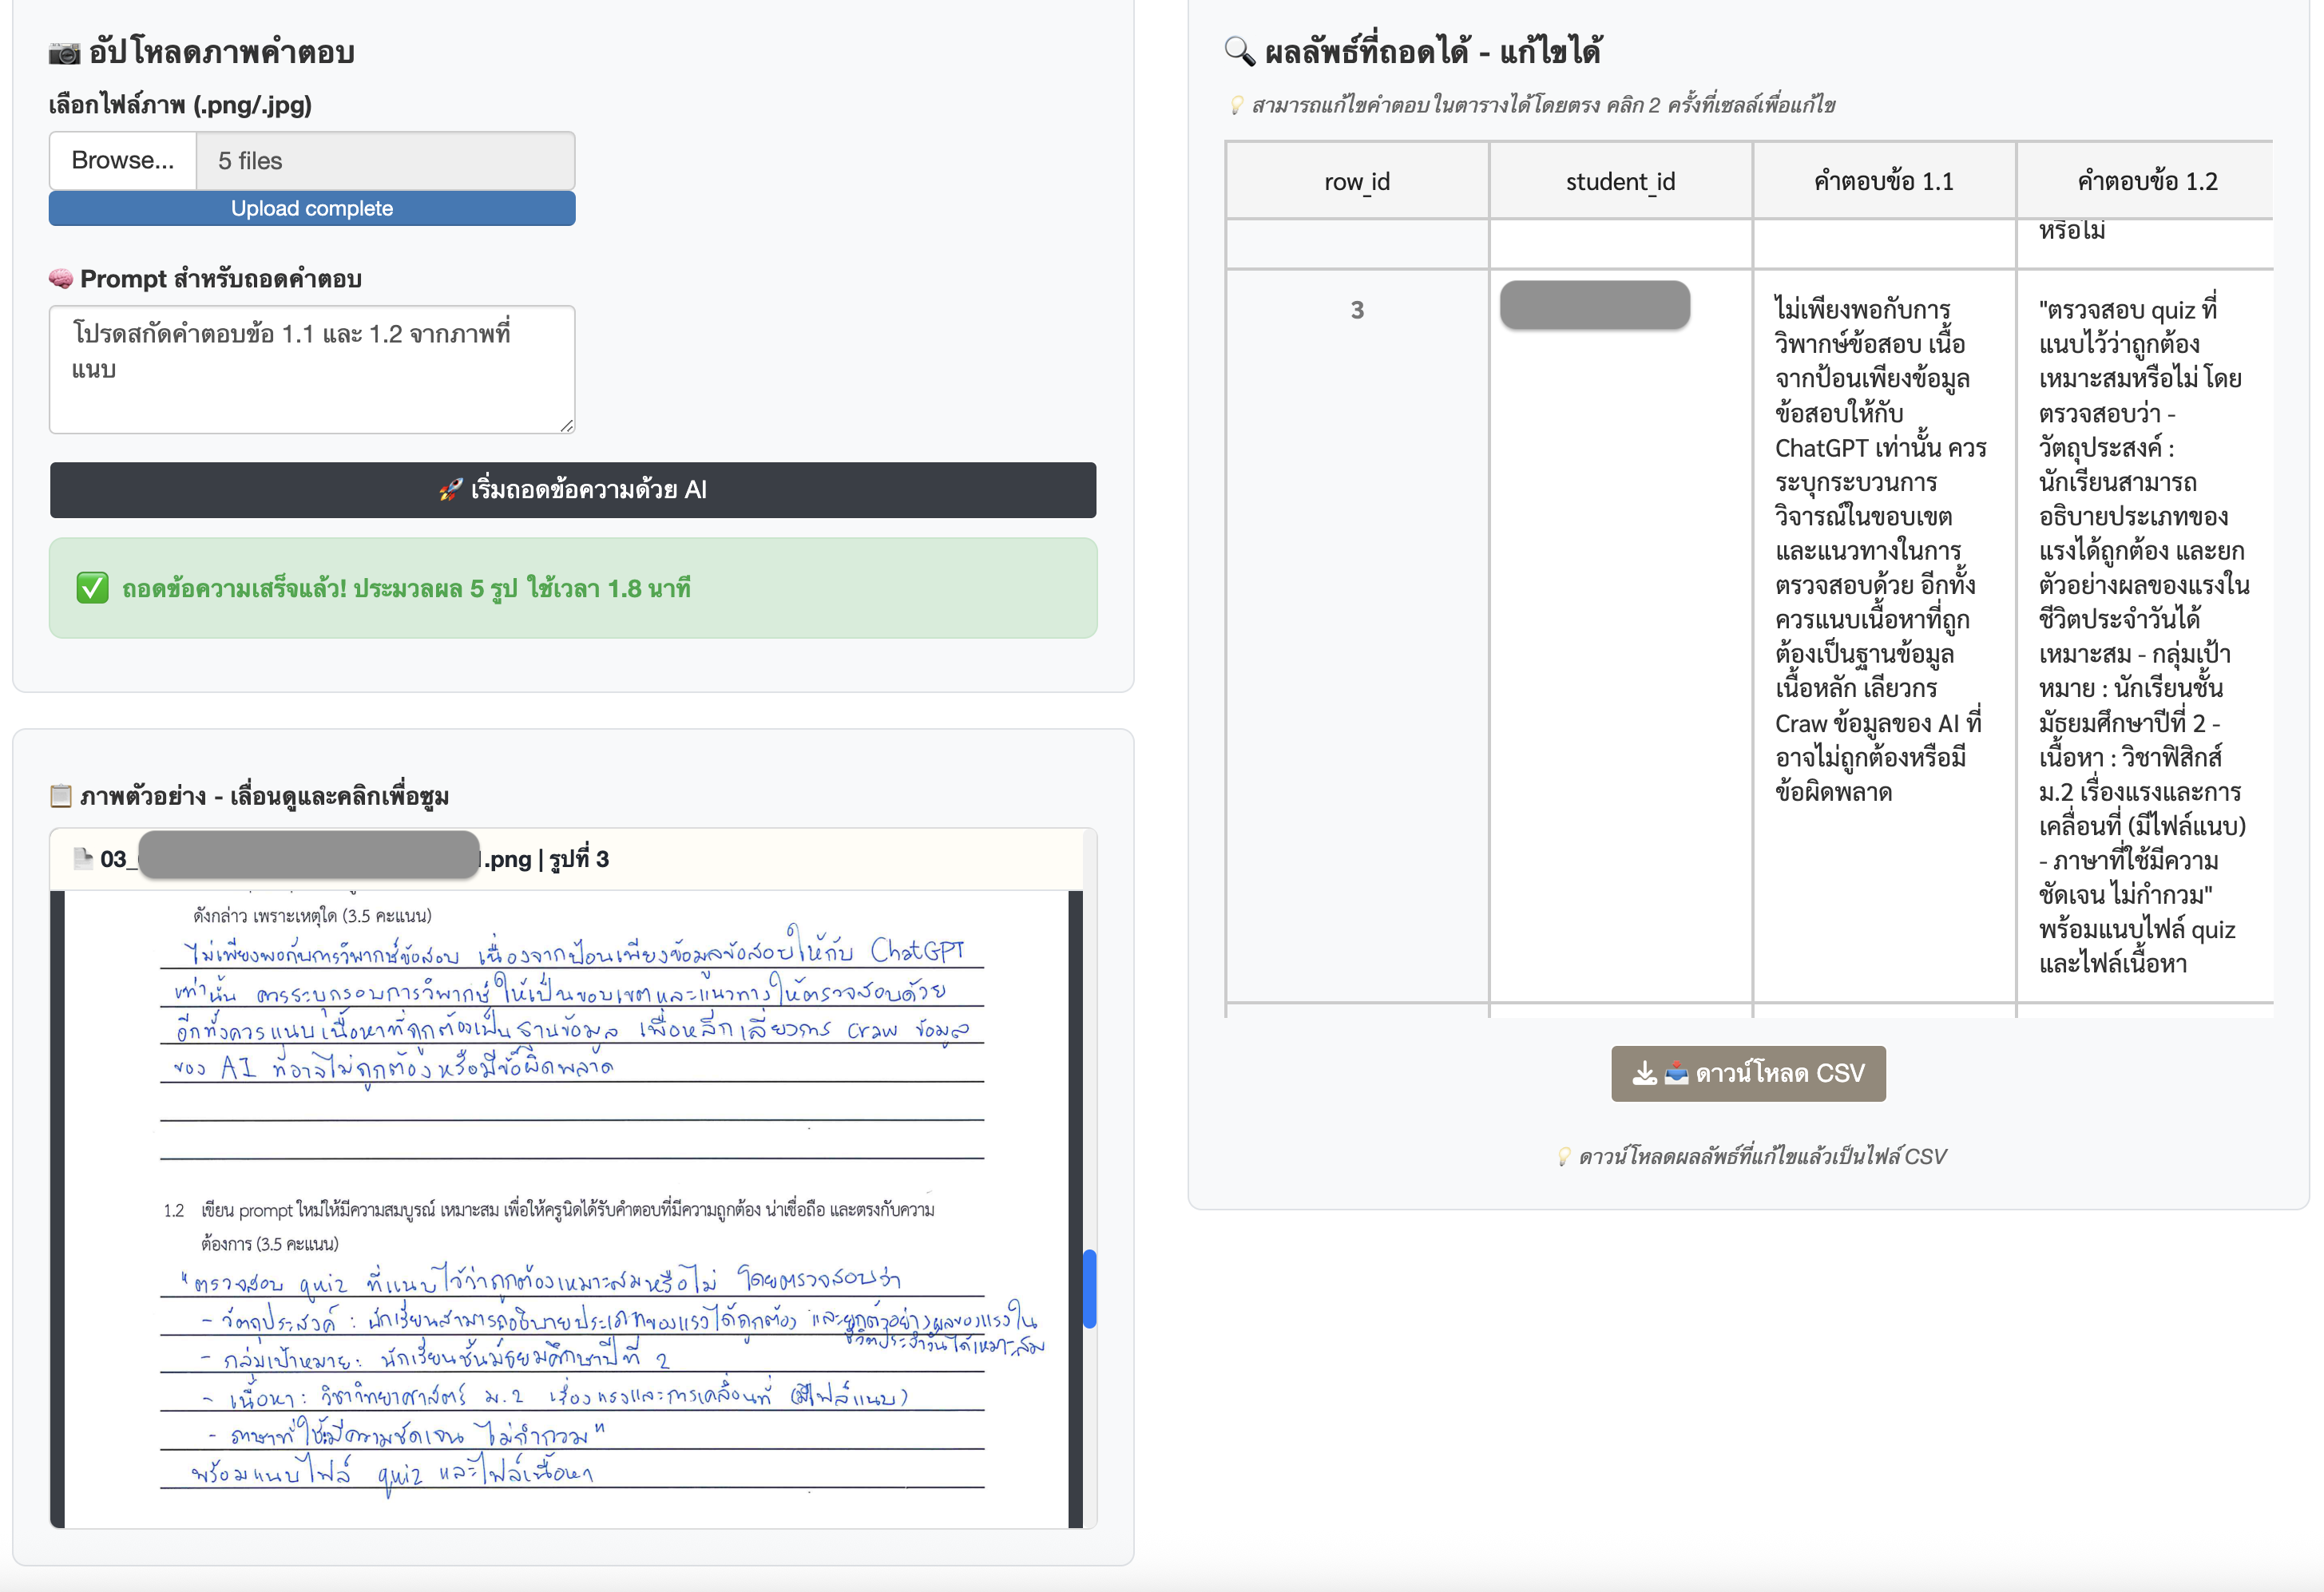 📷 อัปโหลดภาพคำตอบ
เลือกไฟล์ภาพ (.png/.jpg)
Browse... 5 files
Upload complete
🧠 Prompt สำหรับถอดคำตอบ
โปรดสกัดคำตอบข้อ 1.1 และ 1.2 จากภาพที่
แนบ
🚀 เริ่มถอดข้อความด้วย AI
✅ ถอดข้อความเสร็จแล้ว! ประมวลผล 5 รูป ใช้เวลา 1.8 นาที
📋 ภาพตัวอย่าง - เลื่อนดูและคลิกเพื่อซูม
03_ .png | รูปที่ 3
ดังกล่าว เพราะเหตุใด (3.5 คะแนน)
ไม่เพียงพอกับการวิพากษ์ข้อสอบ เนื่องจากป้อนเพียงข้อมูลข้อสอบให้กับ ChatGPT
เท่านั้น ควรระบุกรอบการวิพากษ์ให้เป็นขอบเขตและแนวทางให้ตรวจสอบด้วย
อีกทั้งควรแนบเนื้อหาที่ถูกต้องเป็นฐานข้อมูล เพื่อหลีกเลี่ยวการ craw ข้อมูล
ของ AI ที่อาจไม่ถูกต้องหรือมีข้อผิดพลาด
1.2 เขียน prompt ใหม่ให้มีความสมบูรณ์ เหมาะสม เพื่อให้ครูนิดได้รับคำตอบที่มีความถูกต้อง น่าเชื่อถือ และตรงกับความ
ต้องการ (3.5 คะแนน)
"ตรวจสอบ quiz ที่แนบไว้ว่าถูกต้องเหมาะสมหรือไม่ โดยตรวจสอบว่า
- วัตถุประสงค์ : นักเรียนสามารถอธิบายประเภทของแรงได้ถูกต้อง และยกตัวอย่างผลของแรงใน
ชีวิตประจำวันได้เหมาะสม
- กลุ่มเป้าหมาย : นักเรียนชั้นมัธยมศึกษาปีที่ 2
- เนื้อหา : วิชาวิทยาศาสตร์ ม.2 เรื่องแรงและการเคลื่อนที่ (มีไฟล์แนบ)
- ภาษาที่ใช้มีความชัดเจน ไม่กำกวม"
พร้อมแนบไฟล์ quiz และไฟล์เนื้อหา
🔍 ผลลัพธ์ที่ถอดได้ - แก้ไขได้
💡 สามารถแก้ไขคำตอบในตารางได้โดยตรง คลิก 2 ครั้งที่เซลล์เพื่อแก้ไข
row_id student_id คำตอบข้อ 1.1 คำตอบข้อ 1.2
หรือไม่
3
ไม่เพียงพอกับการ
วิพากษ์ข้อสอบ เนื้อ
จากป้อนเพียงข้อมูล
ข้อสอบให้กับ
ChatGPT เท่านั้น ควร
ระบุกระบวนการ
วิจารณ์ในขอบเขต
และแนวทางในการ
ตรวจสอบด้วย อีกทั้ง
ควรแนบเนื้อหาที่ถูก
ต้องเป็นฐานข้อมูล
เนื้อหลัก เลียวกร
Craw ข้อมูลของ AI ที่
อาจไม่ถูกต้องหรือมี
ข้อผิดพลาด
"ตรวจสอบ quiz ที่
แนบไว้ว่าถูกต้อง
เหมาะสมหรือไม่ โดย
ตรวจสอบว่า -
วัตถุประสงค์ :
นักเรียนสามารถ
อธิบายประเภทของ
แรงได้ถูกต้อง และยก
ตัวอย่างผลของแรงใน
ชีวิตประจำวันได้
เหมาะสม - กลุ่มเป้า
หมาย : นักเรียนชั้น
มัธยมศึกษาปีที่ 2 -
เนื้อหา : วิชาฟิสิกส์
ม.2 เรื่องแรงและการ
เคลื่อนที่ (มีไฟล์แนบ)
- ภาษาที่ใช้มีความ
ชัดเจน ไม่กำกวม"
พร้อมแนบไฟล์ quiz
และไฟล์เนื้อหา
📥 ดาวน์โหลด CSV
💡 ดาวน์โหลดผลลัพธ์ที่แก้ไขแล้วเป็นไฟล์ CSV